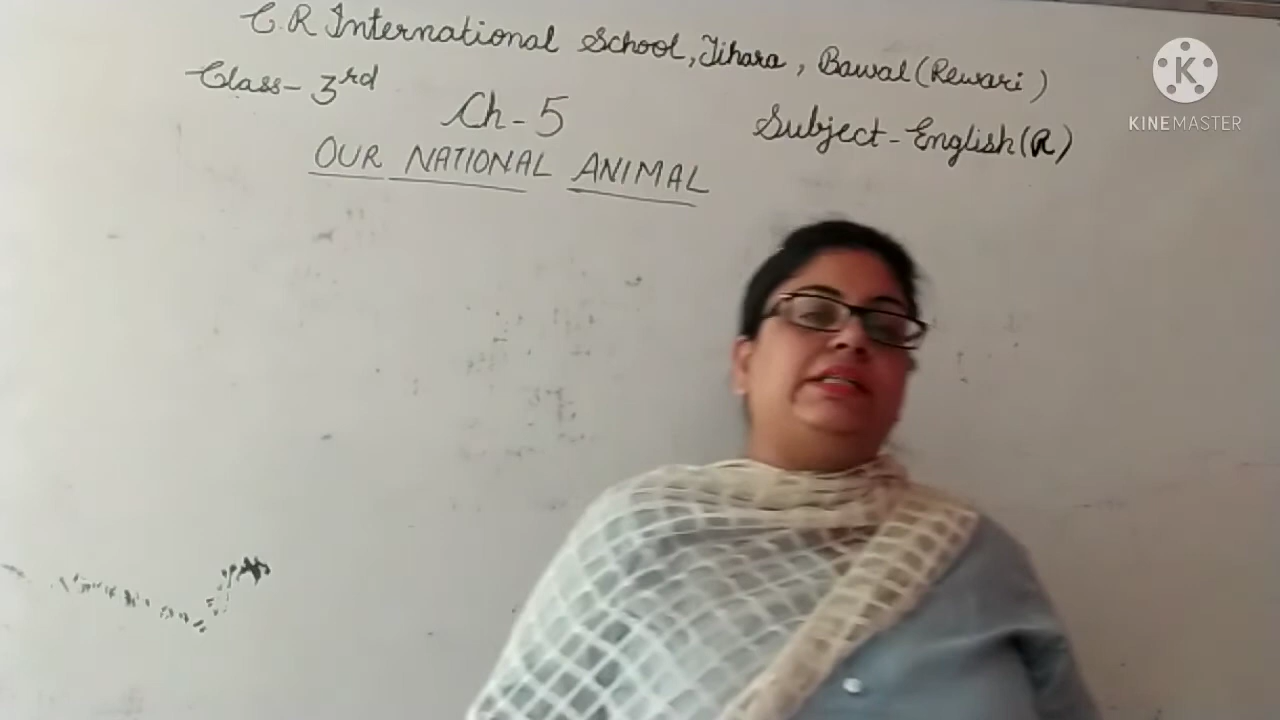 C.R International School, Jihara, Bawal (Rewari)
Class- 3rd
Ch-5
Subject-English (R)
OUR NATIONAL ANIMAL
K
KINEMASTER